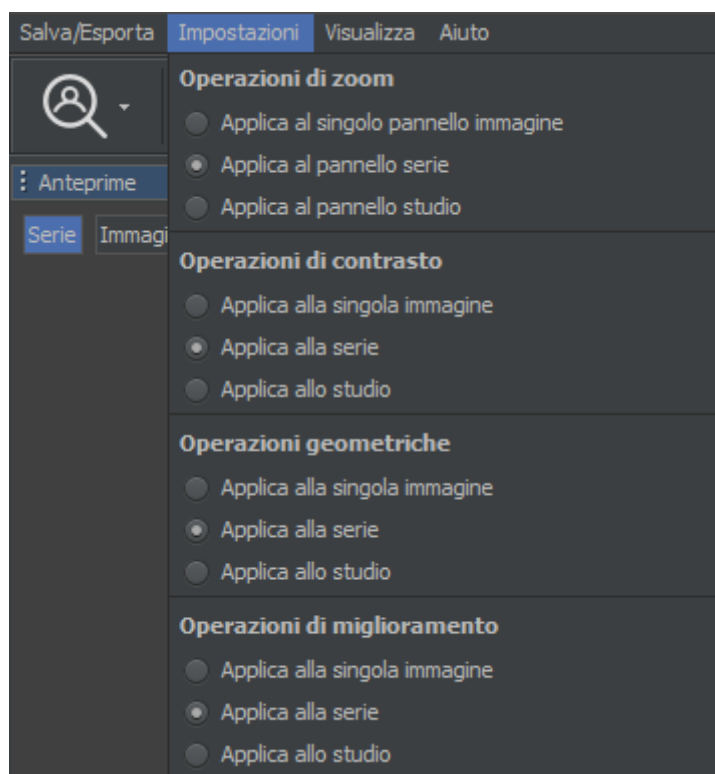 Salva/Esporta Impostazioni Visualizza Aiuto
Operazioni di zoom
Applica al singolo pannello immagine
Applica al pannello serie
Applica al pannello studio
Anteprime
Serie Immagi
Operazioni di contrasto
Applica alla singola immagine
Applica alla serie
Applica allo studio
Operazioni geometriche
Applica alla singola immagine
Applica alla serie
Applica allo studio
Operazioni di miglioramento
Applica alla singola immagine
Applica alla serie
Applica allo studio